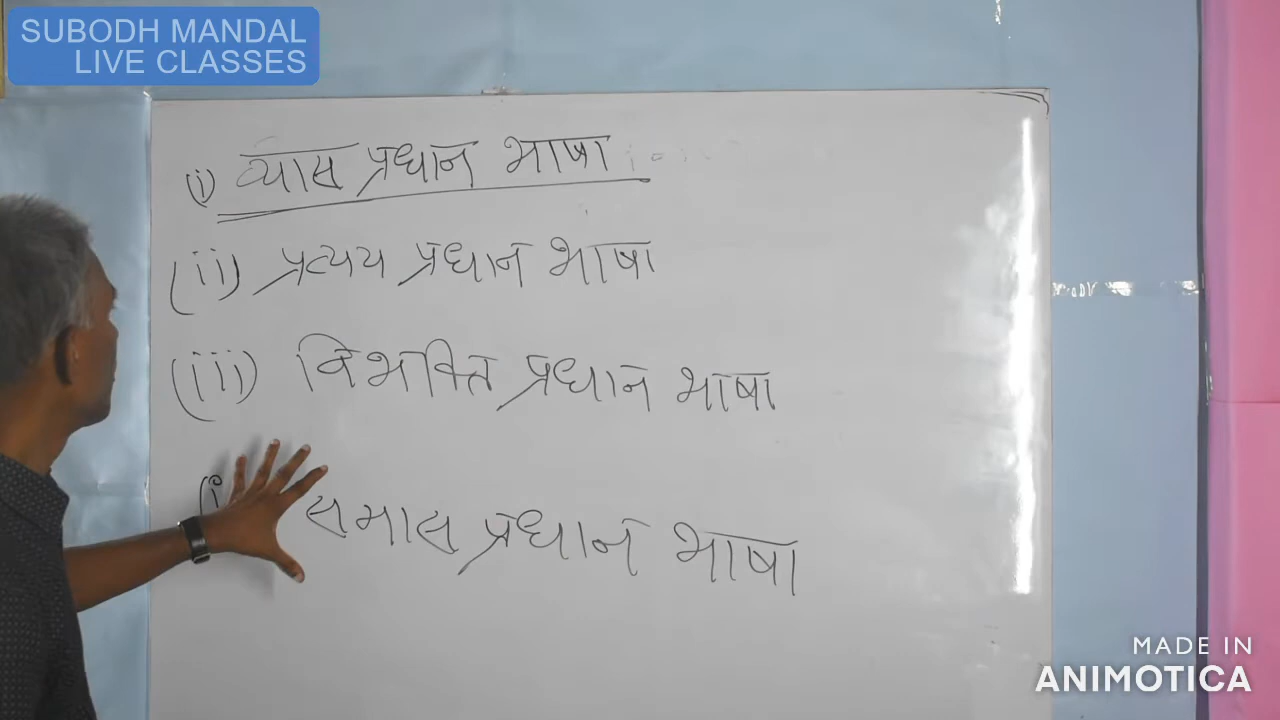 SUBODH MANDAL
LIVE CLASSES
(i) व्यास प्रधान भाषा
(ii) प्रत्यय प्रधान भाषा
(iii) विभक्ति प्रधान भाषा
समास प्रधान भाषा
MADE IN
ANIMOTICA